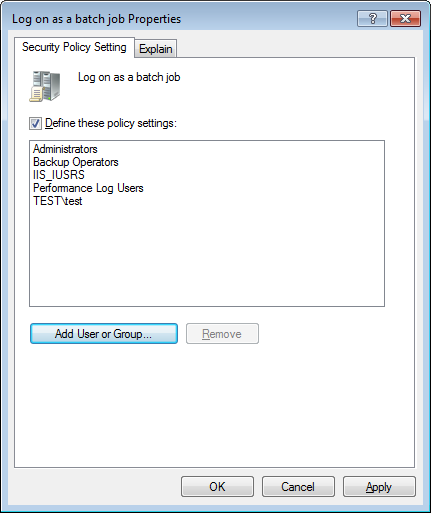 Log on as a batch job Properties
Security Policy Setting
Explain
Log on as a batch job
Define these policy settings:
Administrators
Backup Operators
IIS_IUSRS
Performance Log Users
TEST\test
Add User or Group...
Remove
OK
Cancel
Apply